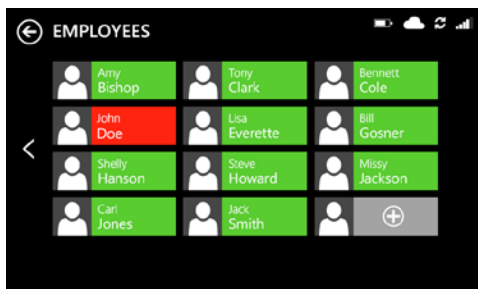 EMPLOYEES
Amy
Bishop
Tony
Clark
Bennett
Cole
John
Doe
Lisa
Everette
Bill
Gosner
Shelly
Hanson
Steve
Howard
Missy
Jackson
Carl
Jones
Jack
Smith